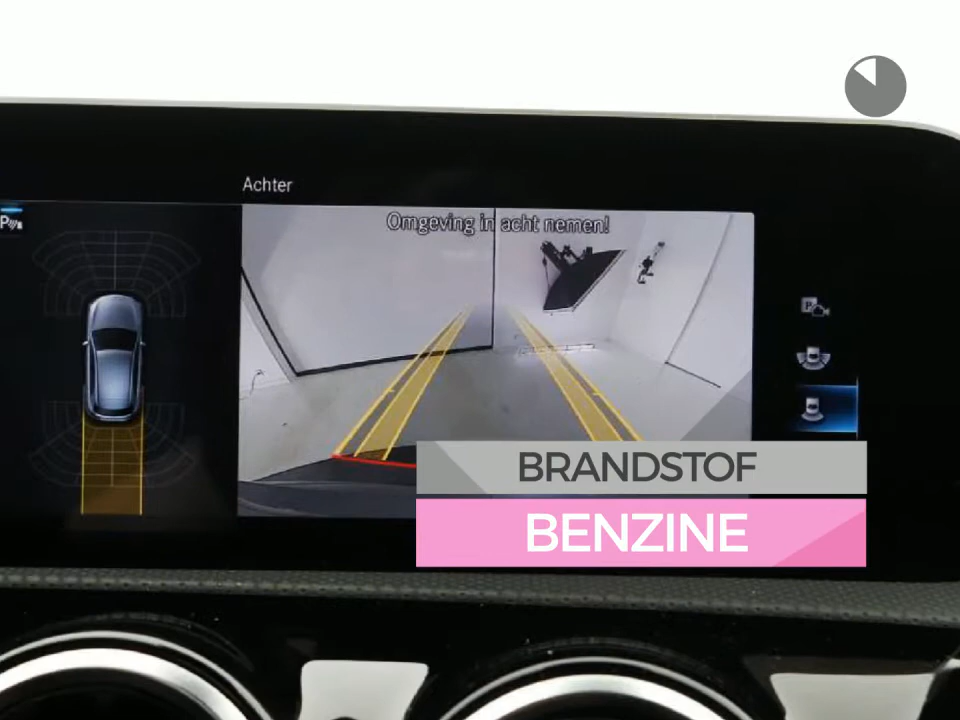 Achter
Omgeving in acht nemen!
P
P
BRANDSTOF
BENZINE